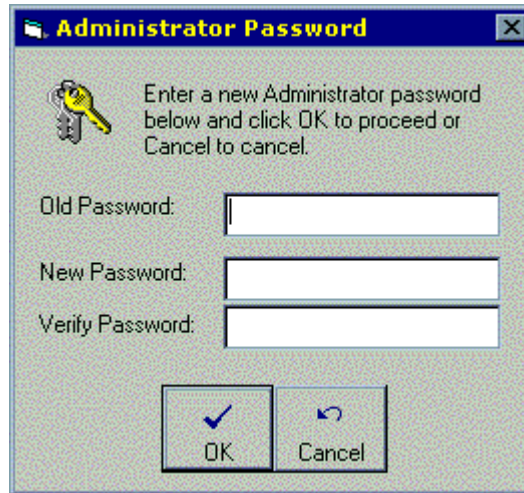 Administrator Password
Enter a new Administrator password
below and click OK to proceed or
Cancel to cancel.
Old Password:
New Password:
Verify Password:
OK
Cancel